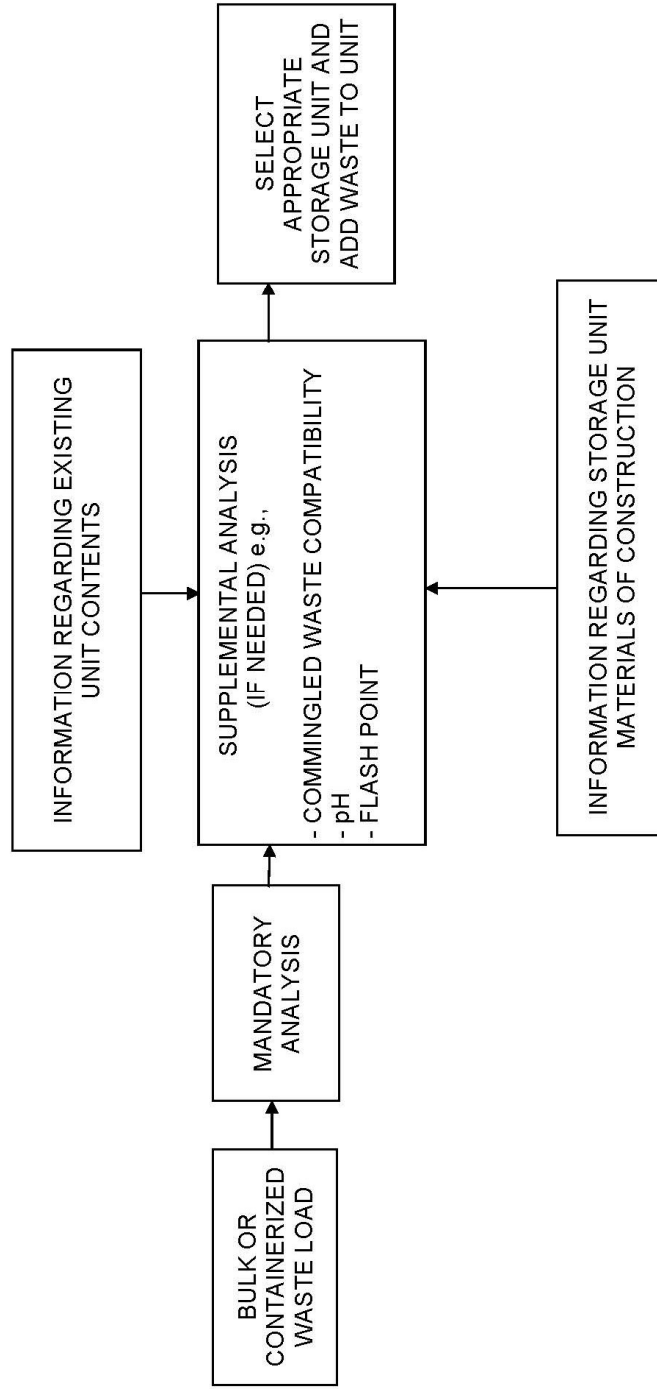 BULK OR
CONTAINERIZED
WASTE LOAD
MANDATORY
ANALYSIS
INFORMATION REGARDING EXISTING
UNIT CONTENTS
SUPPLEMENTAL ANALYSIS
(IF NEEDED) e.g.,
- COMMINGLED WASTE COMPATIBILITY
- pH
- FLASH POINT
INFORMATION REGARDING STORAGE UNIT
MATERIALS OF CONSTRUCTION
SELECT
APPROPRIATE
STORAGE UNIT AND
ADD WASTE TO UNIT